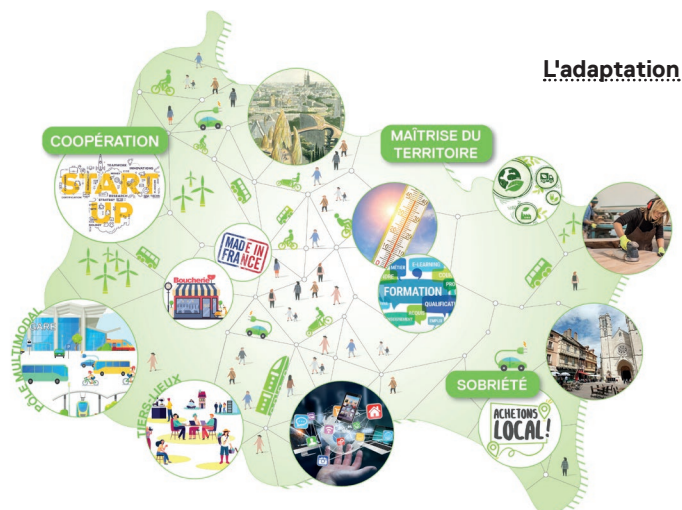 L'adaptation
COOPÉRATION
MAÎTRISE DU
TERRITOIRE
START
UP
MADE IN
FRANCE
Boucherie
E-LEARNING
FORMATION
PÔLE MULTIMODAL
TIERS-LIEUX
SOBRIÉTÉ
ACHETONS
LOCAL!